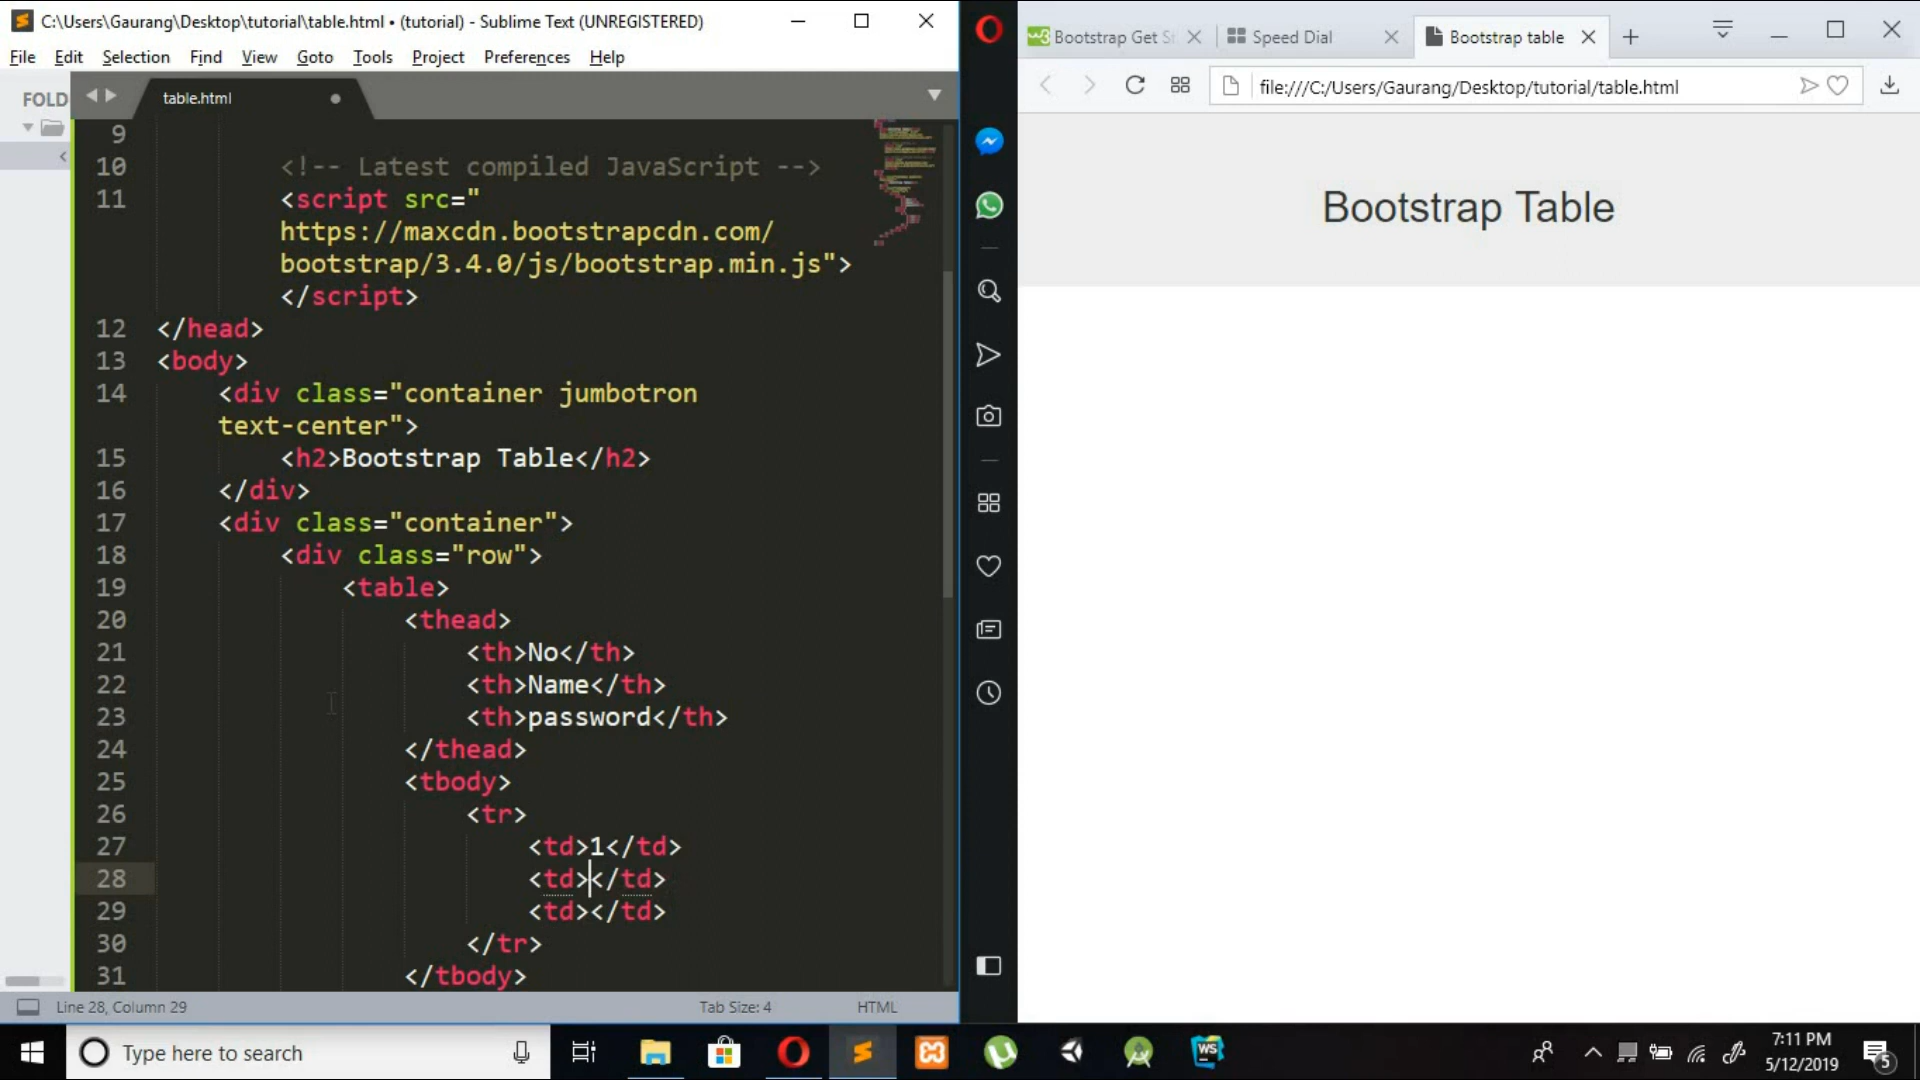 C:\Users\Gaurang\Desktop\tutorial\table.html • (tutorial) - Sublime Text (UNREGISTERED)
File Edit Selection Find View Goto Tools Project Preferences Help
FOLD
table.html
9
10 <!-- Latest compiled JavaScript -->
11 <script src="
https://maxcdn.bootstrapcdn.com/
bootstrap/3.4.0/js/bootstrap.min.js">
</script>
12 </head>
13 <body>
14 <div class="container jumbotron
text-center">
15 <h2>Bootstrap Table</h2>
16 </div>
17 <div class="container">
18 <div class="row">
19 <table>
20 <thead>
21 <th>No</th>
22 <th>Name</th>
23 <th>password</th>
24 </thead>
25 <tbody>
26 <tr>
27 <td>1</td>
28 <td></td>
29 <td></td>
30 </tr>
31 </tbody>
Line 28, Column 29
Tab Size: 4
HTML
Bootstrap Get S
Speed Dial
Bootstrap table
file:///C:/Users/Gaurang/Desktop/tutorial/table.html
Bootstrap Table
Type here to search
WS
7:11 PM
5/12/2019
5